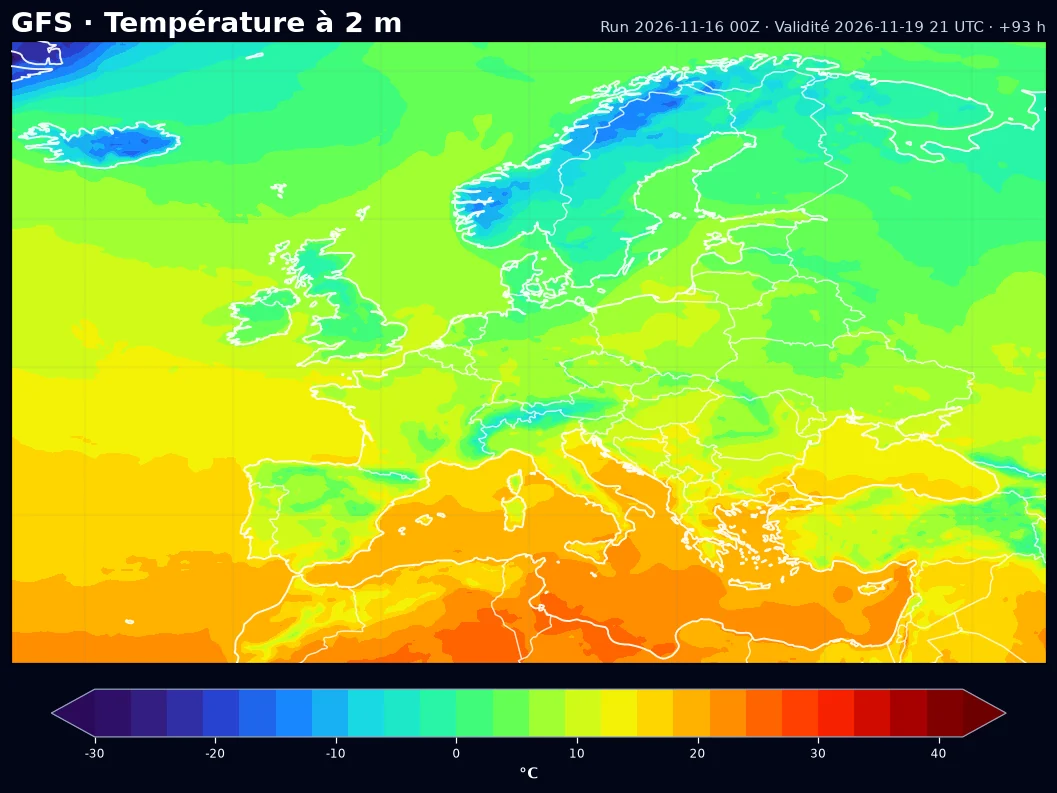 GFS · Température à 2 m
Run 2026-11-16 00Z · Validité 2026-11-19 21 UTC · +93 h
-30 -20 -10 0 10 20 30 40
°C